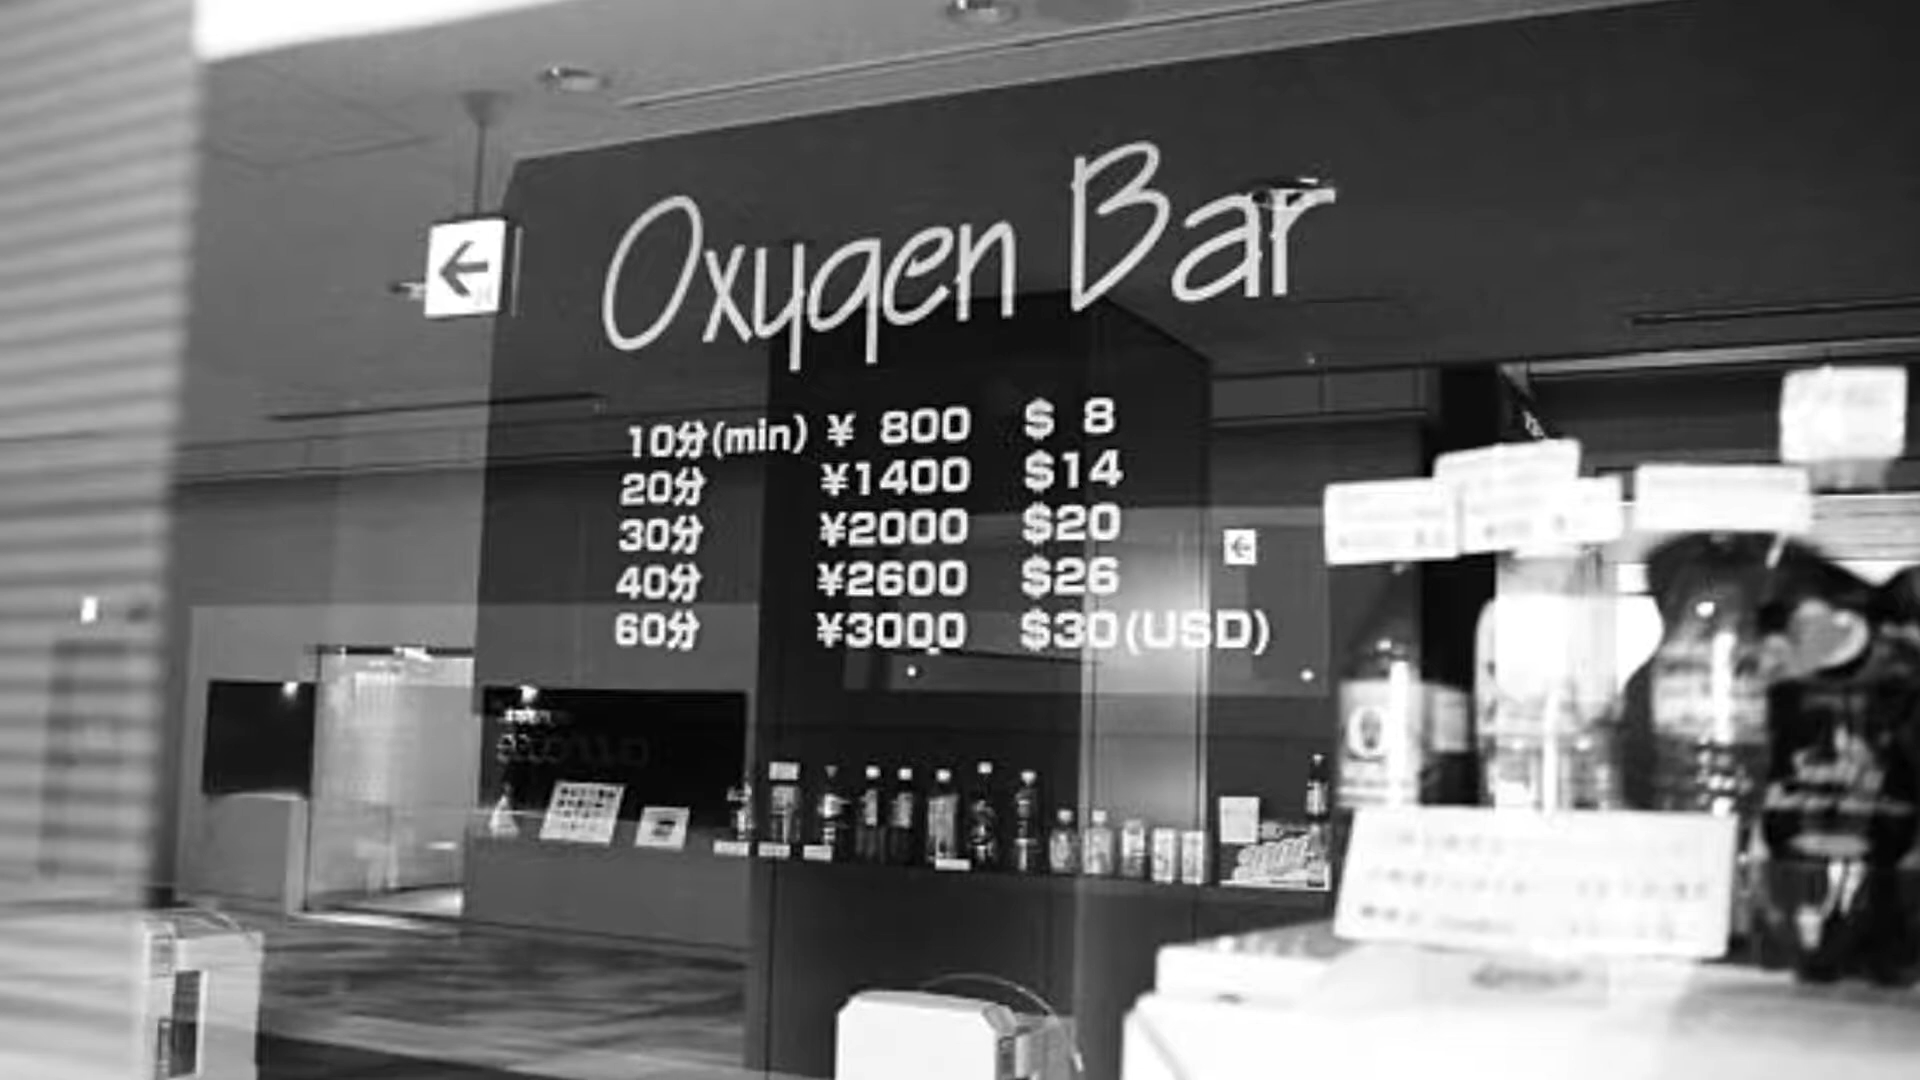 Oxygen Bar
10分(min) ¥ 800 $ 8
20分 ¥1400 $14
30分 ¥2000 $20
40分 ¥2600 $26
60分 ¥3000 $30(USD)